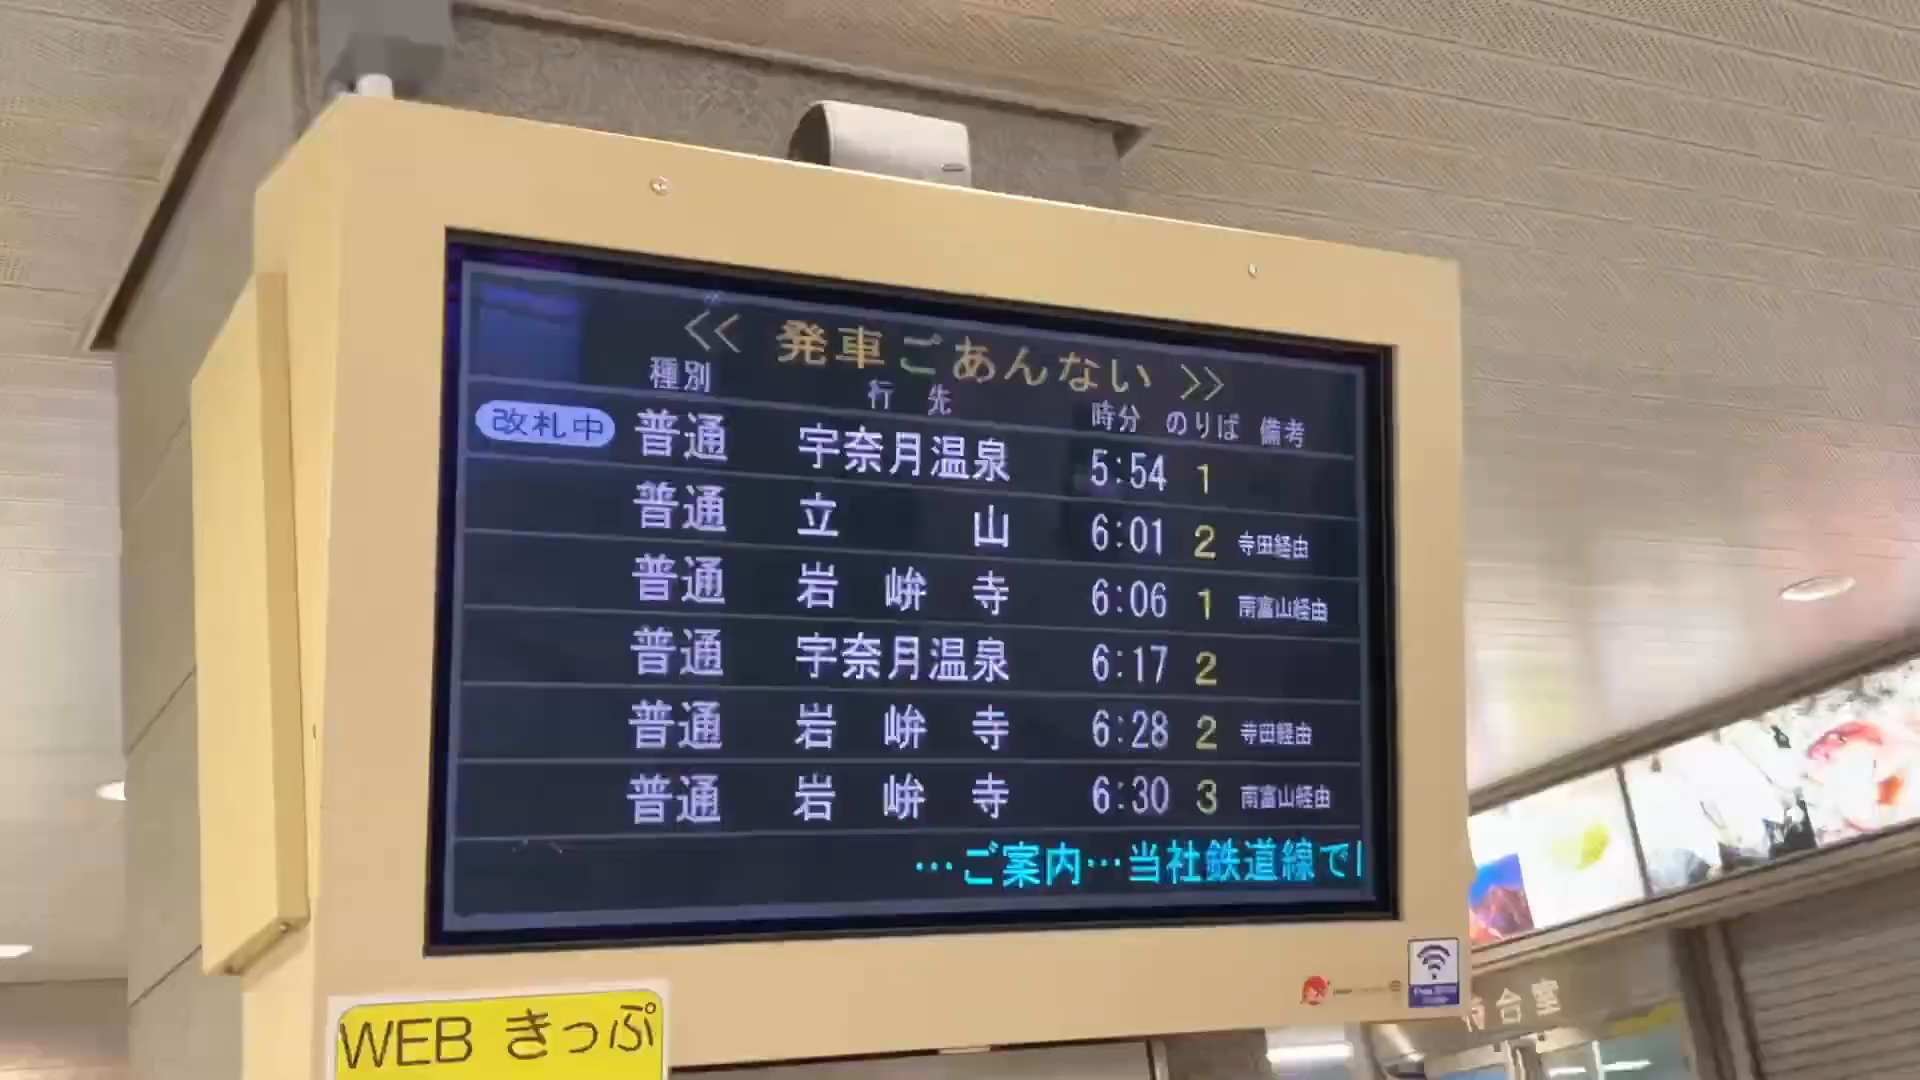 << 発車ごあんない >>
種別 行先 時分 のりば 備考
改札中 普通 宇奈月温泉 5:54 1
普通 立山 6:01 2 寺田経由
普通 岩峅寺 6:06 1 南富山経由
普通 宇奈月温泉 6:17 2
普通 岩峅寺 6:28 2 寺田経由
普通 岩峅寺 6:30 3 南富山経由
…ご案内…当社鉄道線で
WEB きっぷ
待合室